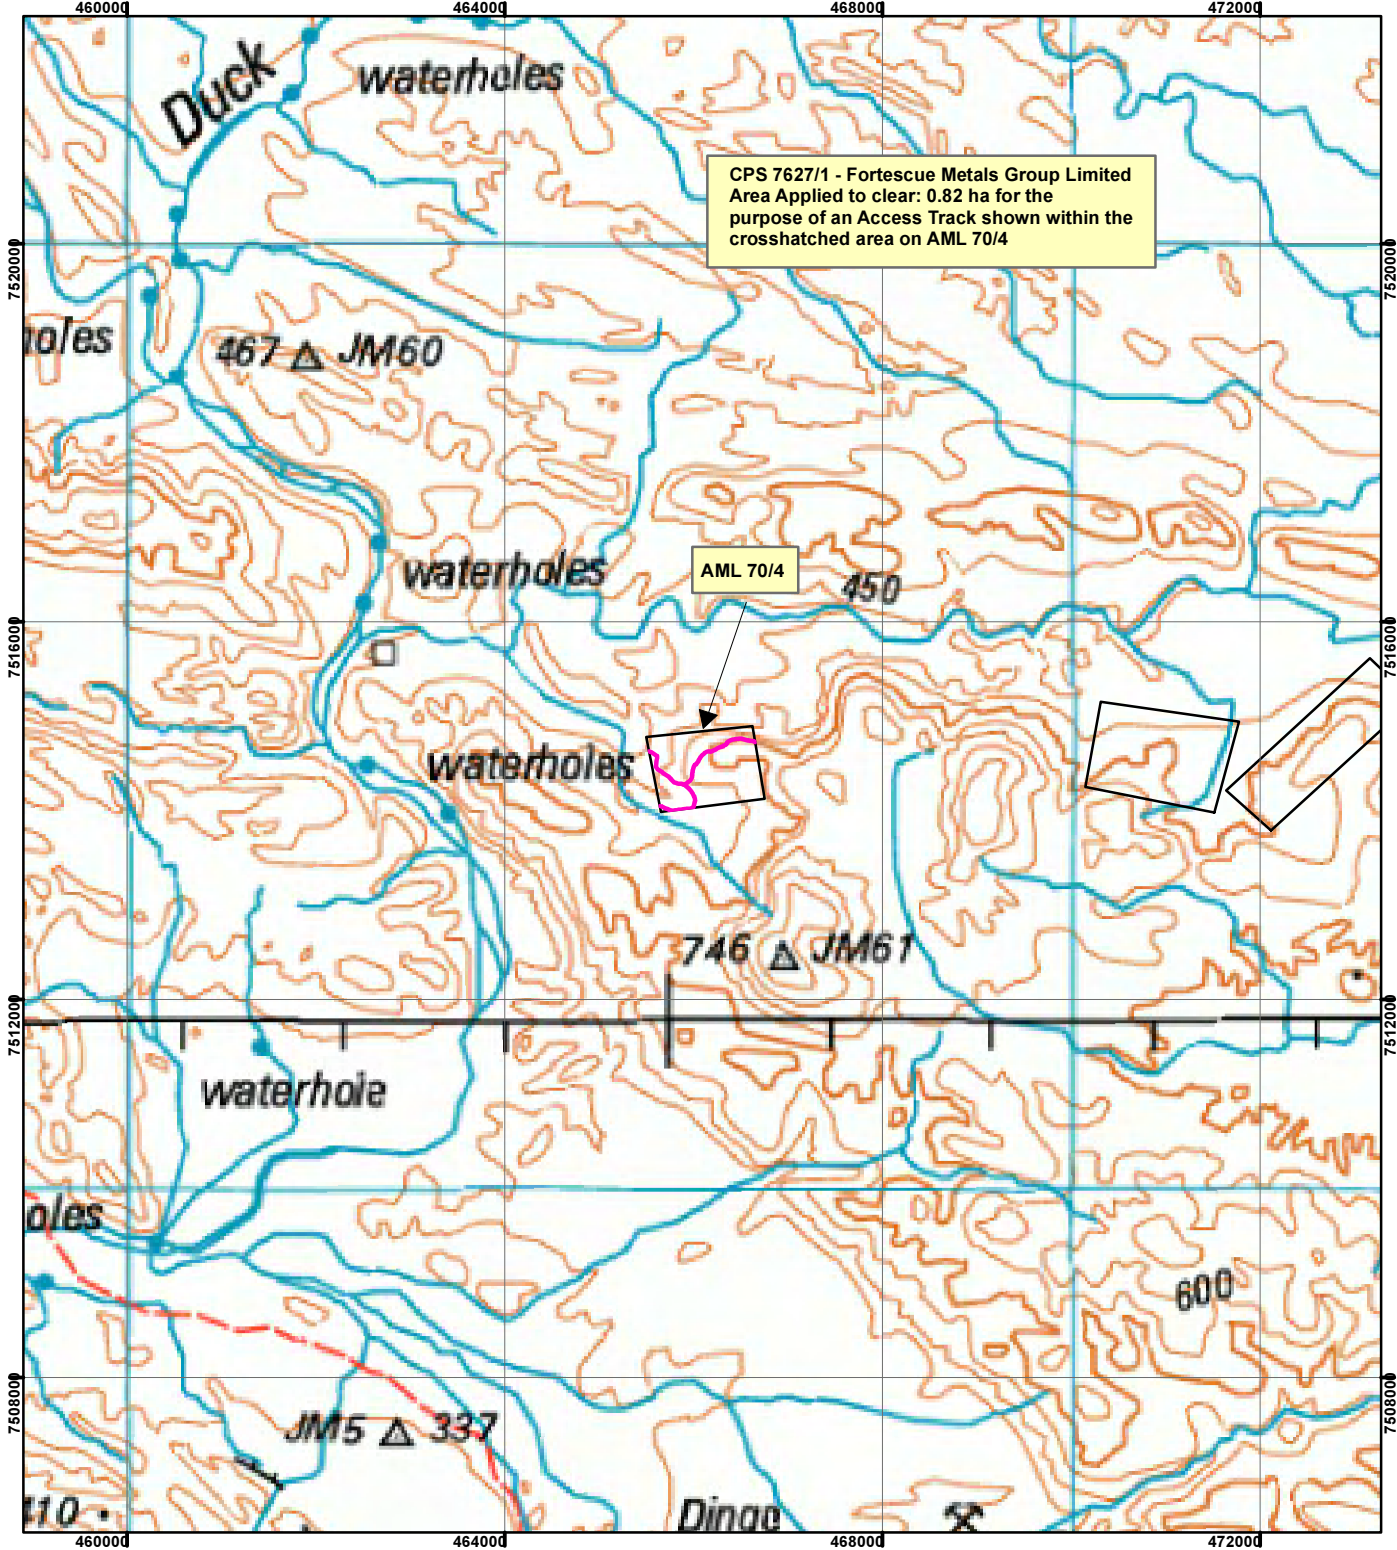 460000
464000
468000
472000
Duck
waterholes
CPS 7627/1 - Fortescue Metals Group Limited
Area Applied to clear: 0.82 ha for the
purpose of an Access Track shown within the
crosshatched area on AML 70/4
7520000
7520000
oles
467 JM60
waterholes
AML 70/4
450
7516000
7516000
waterholes
746 JM61
7512000
7512000
waterhole
oles
600
7508000
7508000
JM5 337
410
Dingo
460000
464000
468000
472000